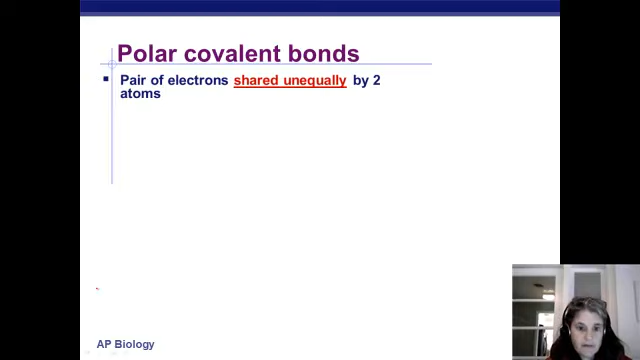 Polar covalent bonds
Pair of electrons shared unequally by 2
atoms
AP Biology